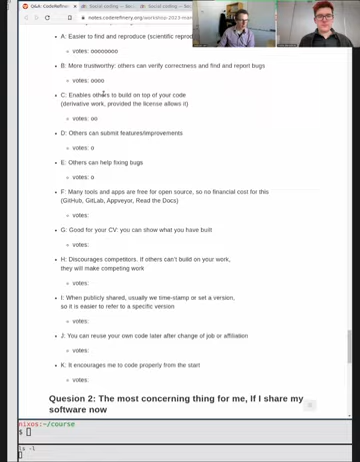 Q&A: CodeRefinery
Social coding — Se
Social coding — Se
notes.coderefinery.org/workshop-2023-mar
A: Easier to find and reproduce (scientific reprod
votes: oooooooo
B: More trustworthy: others can verify correctness and find and report bugs
votes: oooo
C: Enables others to build on top of your code
(derivative work, provided the license allows it)
votes: oo
D: Others can submit features/improvements
votes: o
E: Others can help fixing bugs
votes: o
F: Many tools and apps are free for open source, so no financial cost for this
(GitHub, GitLab, Appveyor, Read the Docs)
votes:
G: Good for your CV: you can show what you have built
votes:
H: Discourages competitors. If others can't build on your work,
they will make competing work
votes:
I: When publicly shared, usually we time-stamp or set a version,
so it is easier to refer to a specific version
votes:
J: You can reuse your own code later after change of job or affiliation
votes:
K: It encourages me to code properly from the start
votes:
Quesion 2: The most concerning thing for me, If I share my
software now
nixos:~/course
$
ls -l